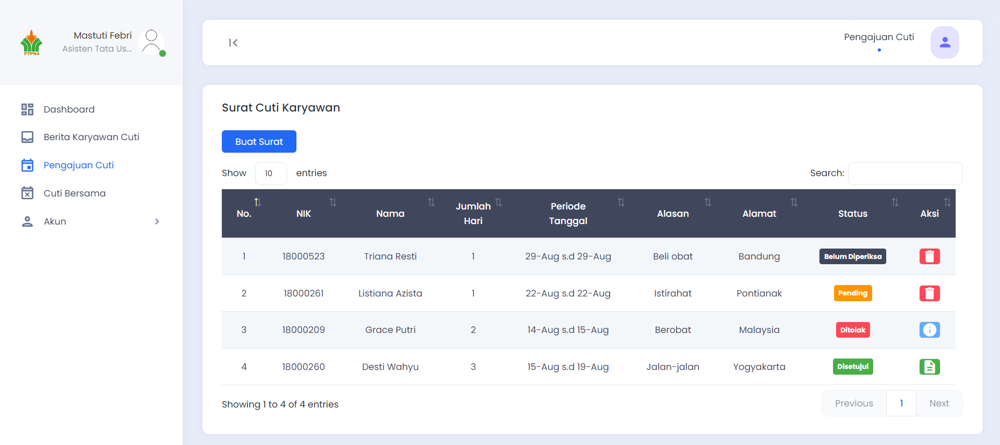 PTPN4
Mastuti Febri
Asisten Tata Us...
Dashboard
Berita Karyawan Cuti
Pengajuan Cuti
Cuti Bersama
Akun
Pengajuan Cuti
Surat Cuti Karyawan
Buat Surat
Show 10 entries
Search:
No. NIK Nama Jumlah Hari Periode Tanggal Alasan Alamat Status Aksi
1 18000523 Triana Resti 1 29-Aug s.d 29-Aug Beli obat Bandung Belum Diperiksa
2 18000261 Listiana Azista 1 22-Aug s.d 22-Aug Istirahat Pontianak Pending
3 18000209 Grace Putri 2 14-Aug s.d 15-Aug Berobat Malaysia Ditolak
4 18000260 Desti Wahyu 3 15-Aug s.d 19-Aug Jalan-jalan Yogyakarta Disetujui
Showing 1 to 4 of 4 entries
Previous 1 Next